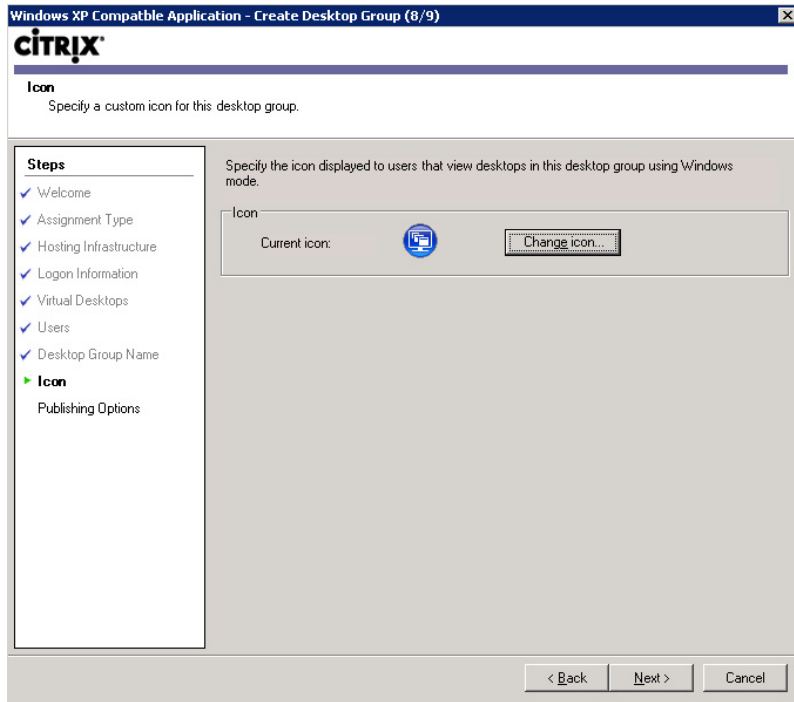 Windows XP Compatble Application - Create Desktop Group (8/9)
CITRIX
Icon
Specify a custom icon for this desktop group.
Steps
Welcome
Assignment Type
Hosting Infrastructure
Logon Information
Virtual Desktops
Users
Desktop Group Name
Icon
Publishing Options
Specify the icon displayed to users that view desktops in this desktop group using Windows
mode.
Icon
Current icon:
Change icon...
< Back
Next >
Cancel